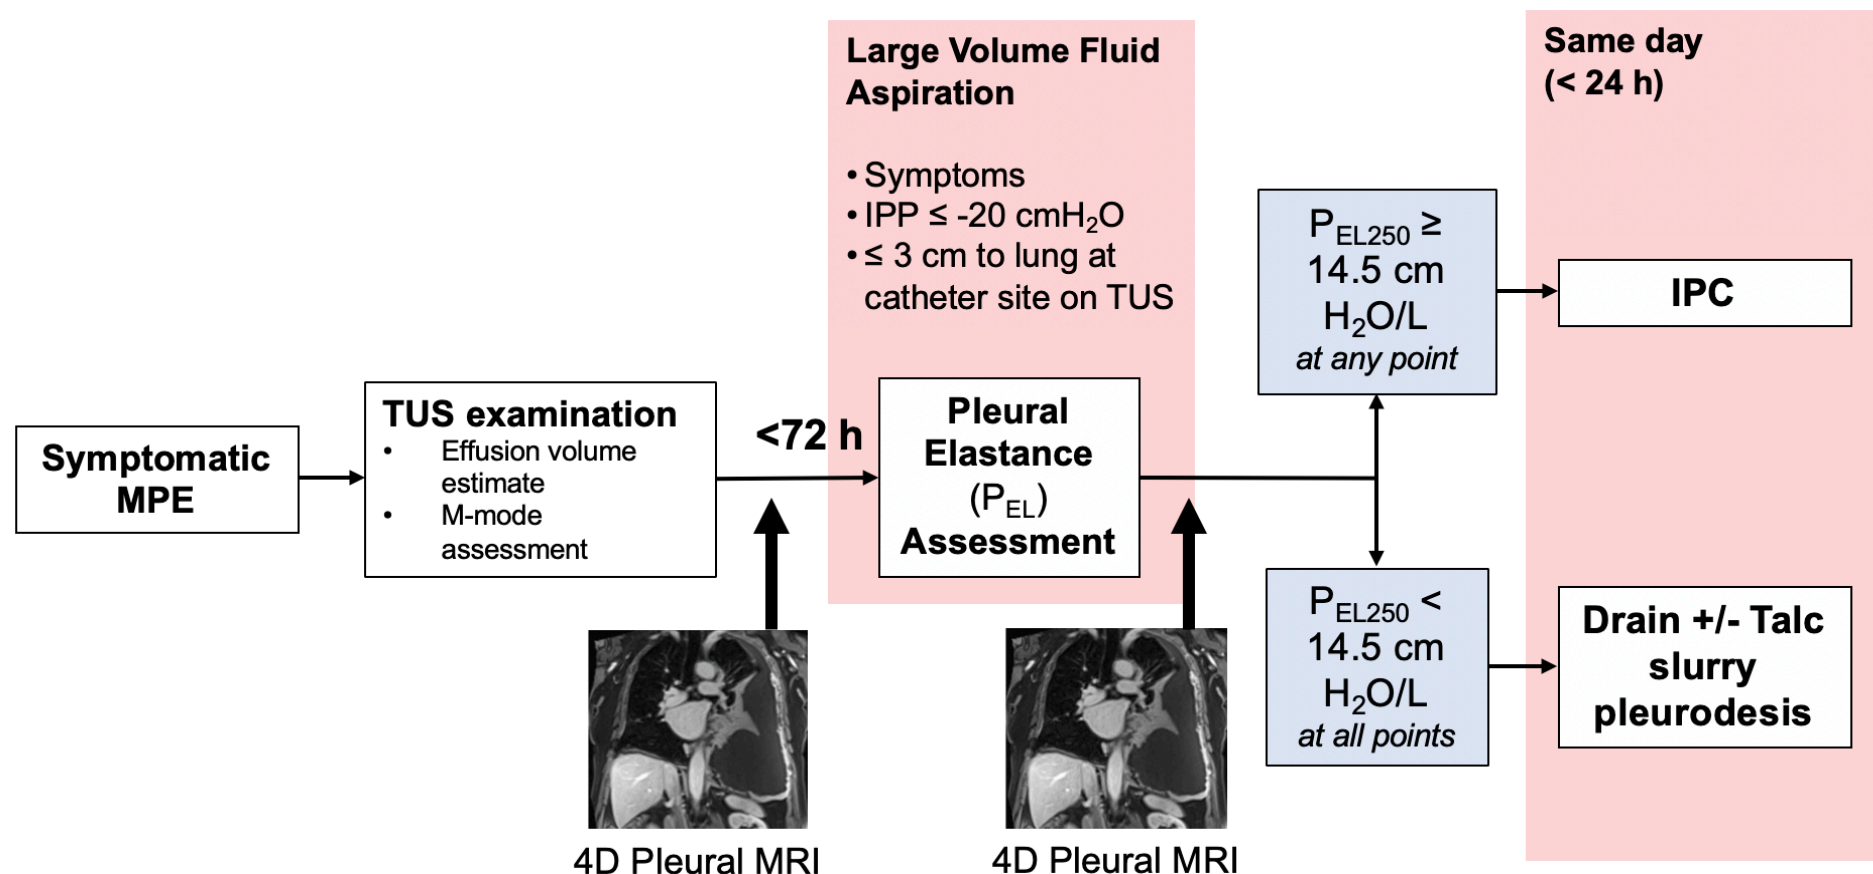 Symptomatic
MPE
TUS examination
• Effusion volume
estimate
• M-mode
assessment
<72 h
Large Volume Fluid
Aspiration
• Symptoms
• IPP ≤ -20 cmH₂O
• ≤ 3 cm to lung at
catheter site on TUS
Pleural
Elastance
(P_EL)
Assessment
4D Pleural MRI
4D Pleural MRI
P_EL250 ≥
14.5 cm
H₂O/L
at any point
P_EL250 <
14.5 cm
H₂O/L
at all points
Same day
(< 24 h)
IPC
Drain +/- Talc
slurry
pleurodesis